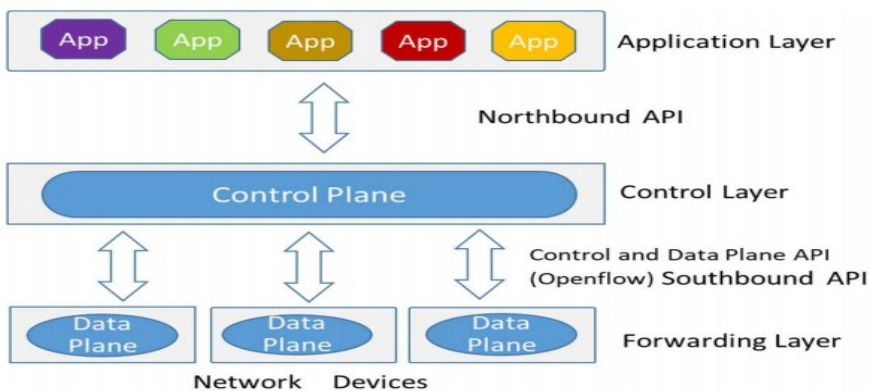 App App App App App Application Layer
Northbound API
Control Plane Control Layer
Control and Data Plane API
(Openflow) Southbound API
Data Plane
Data Plane
Data Plane
Forwarding Layer
Network Devices